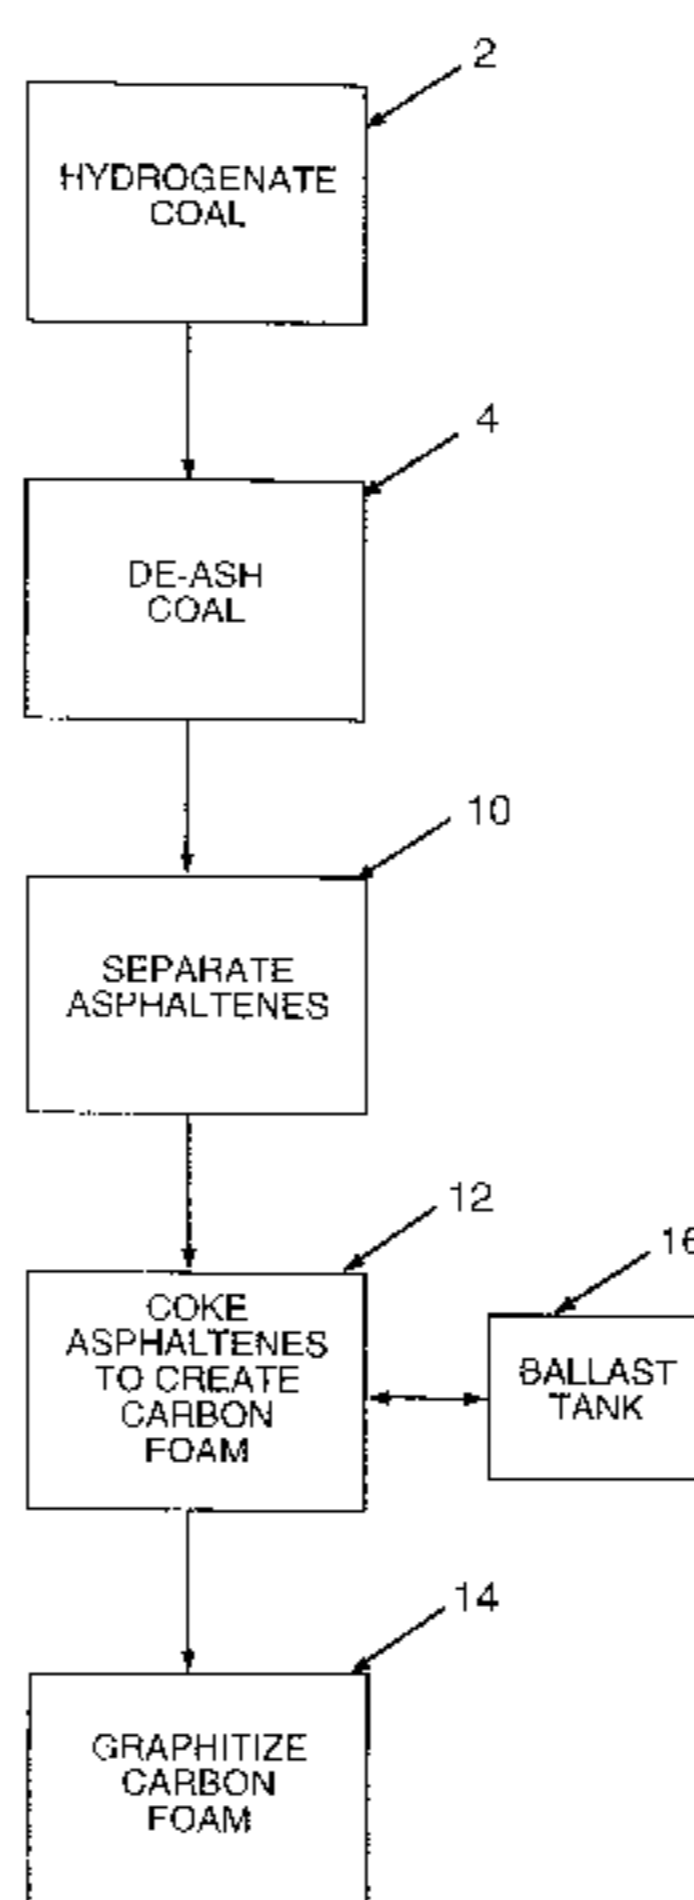 2
HYDROGENATE
COAL
4
DE-ASH
COAL
10
SEPARATE
ASPHALTENES
12
16
COKE
ASPHALTENES
TO CREATE
CARBON
FOAM
BALLAST
TANK
14
GRAPHITIZE
CARBON
FOAM